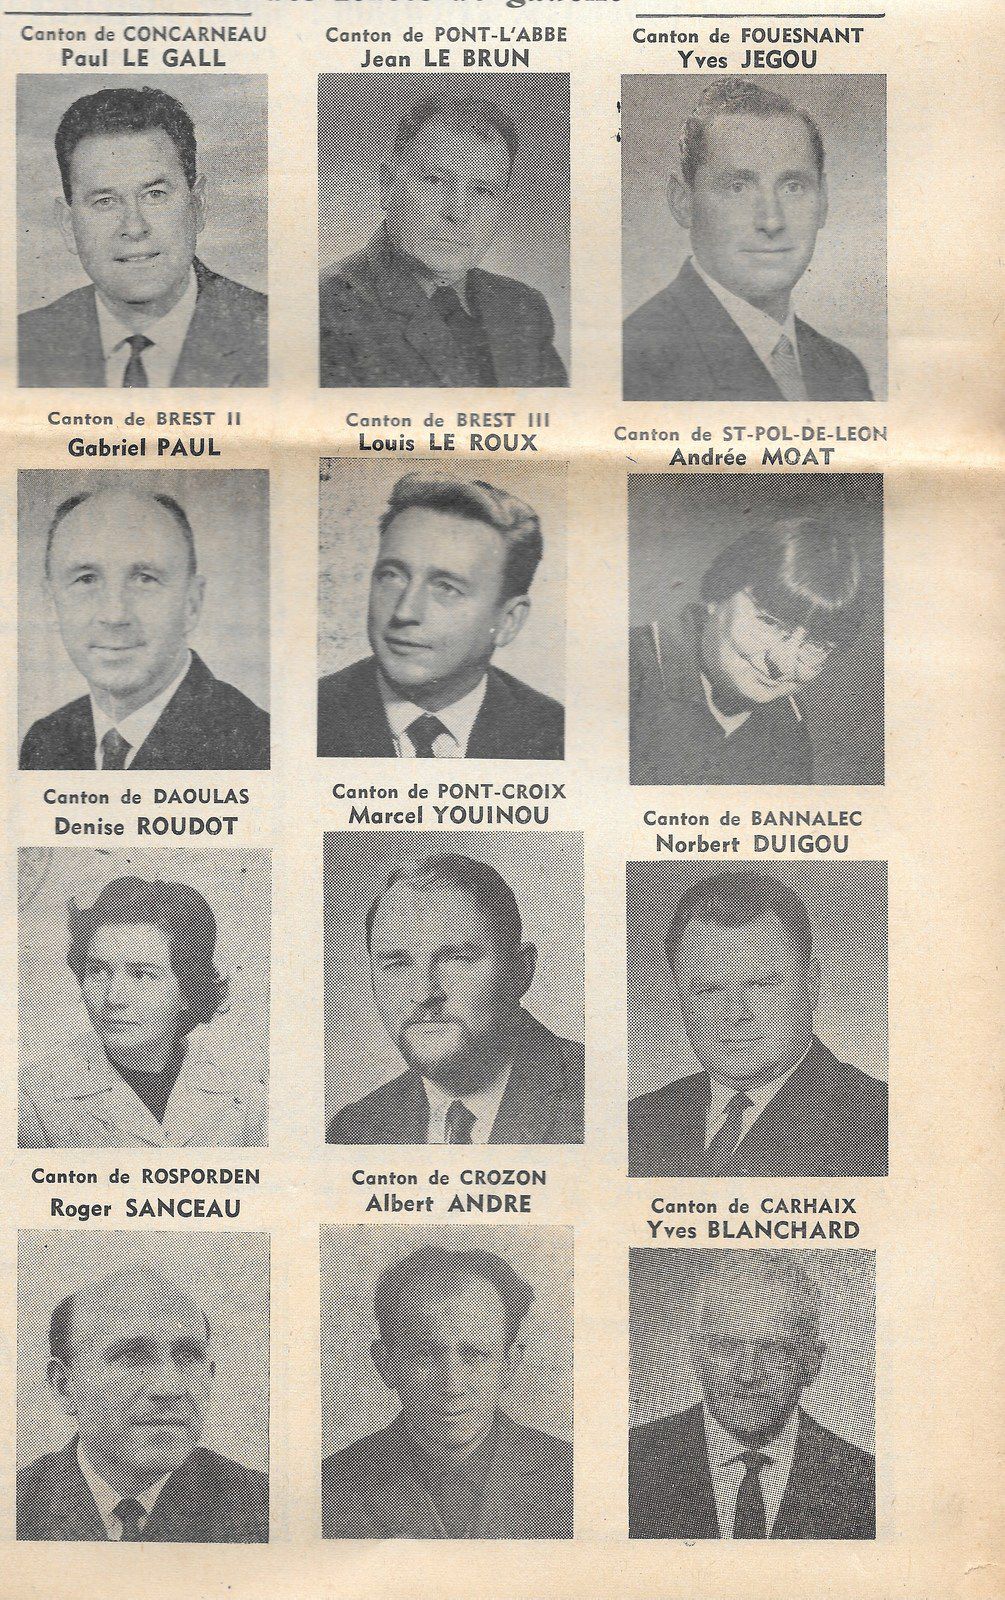 Canton de CONCARNEAU
Paul LE GALL
Canton de PONT-L'ABBE
Jean LE BRUN
Canton de FOUESNANT
Yves JEGOU
Canton de BREST II
Gabriel PAUL
Canton de BREST III
Louis LE ROUX
Canton de ST-POL-DE-LEON
Andrée MOAT
Canton de DAOULAS
Denise ROUDOT
Canton de PONT-CROIX
Marcel YOUINOU
Canton de BANNALEC
Norbert DUIGOU
Canton de ROSPORDEN
Roger SANCEAU
Canton de CROZON
Albert ANDRE
Canton de CARHAIX
Yves BLANCHARD